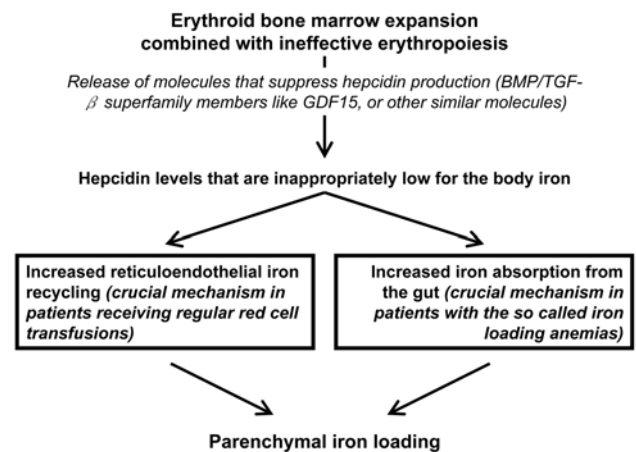 Erythroid bone marrow expansion
combined with ineffective erythropoiesis
Release of molecules that suppress hepcidin production (BMP/TGF-
β superfamily members like GDF15, or other similar molecules)
Hepcidin levels that are inappropriately low for the body iron
Increased reticuloendothelial iron
recycling (crucial mechanism in
patients receiving regular red cell
transfusions)
Increased iron absorption from
the gut (crucial mechanism in
patients with the so called iron
loading anemias)
Parenchymal iron loading